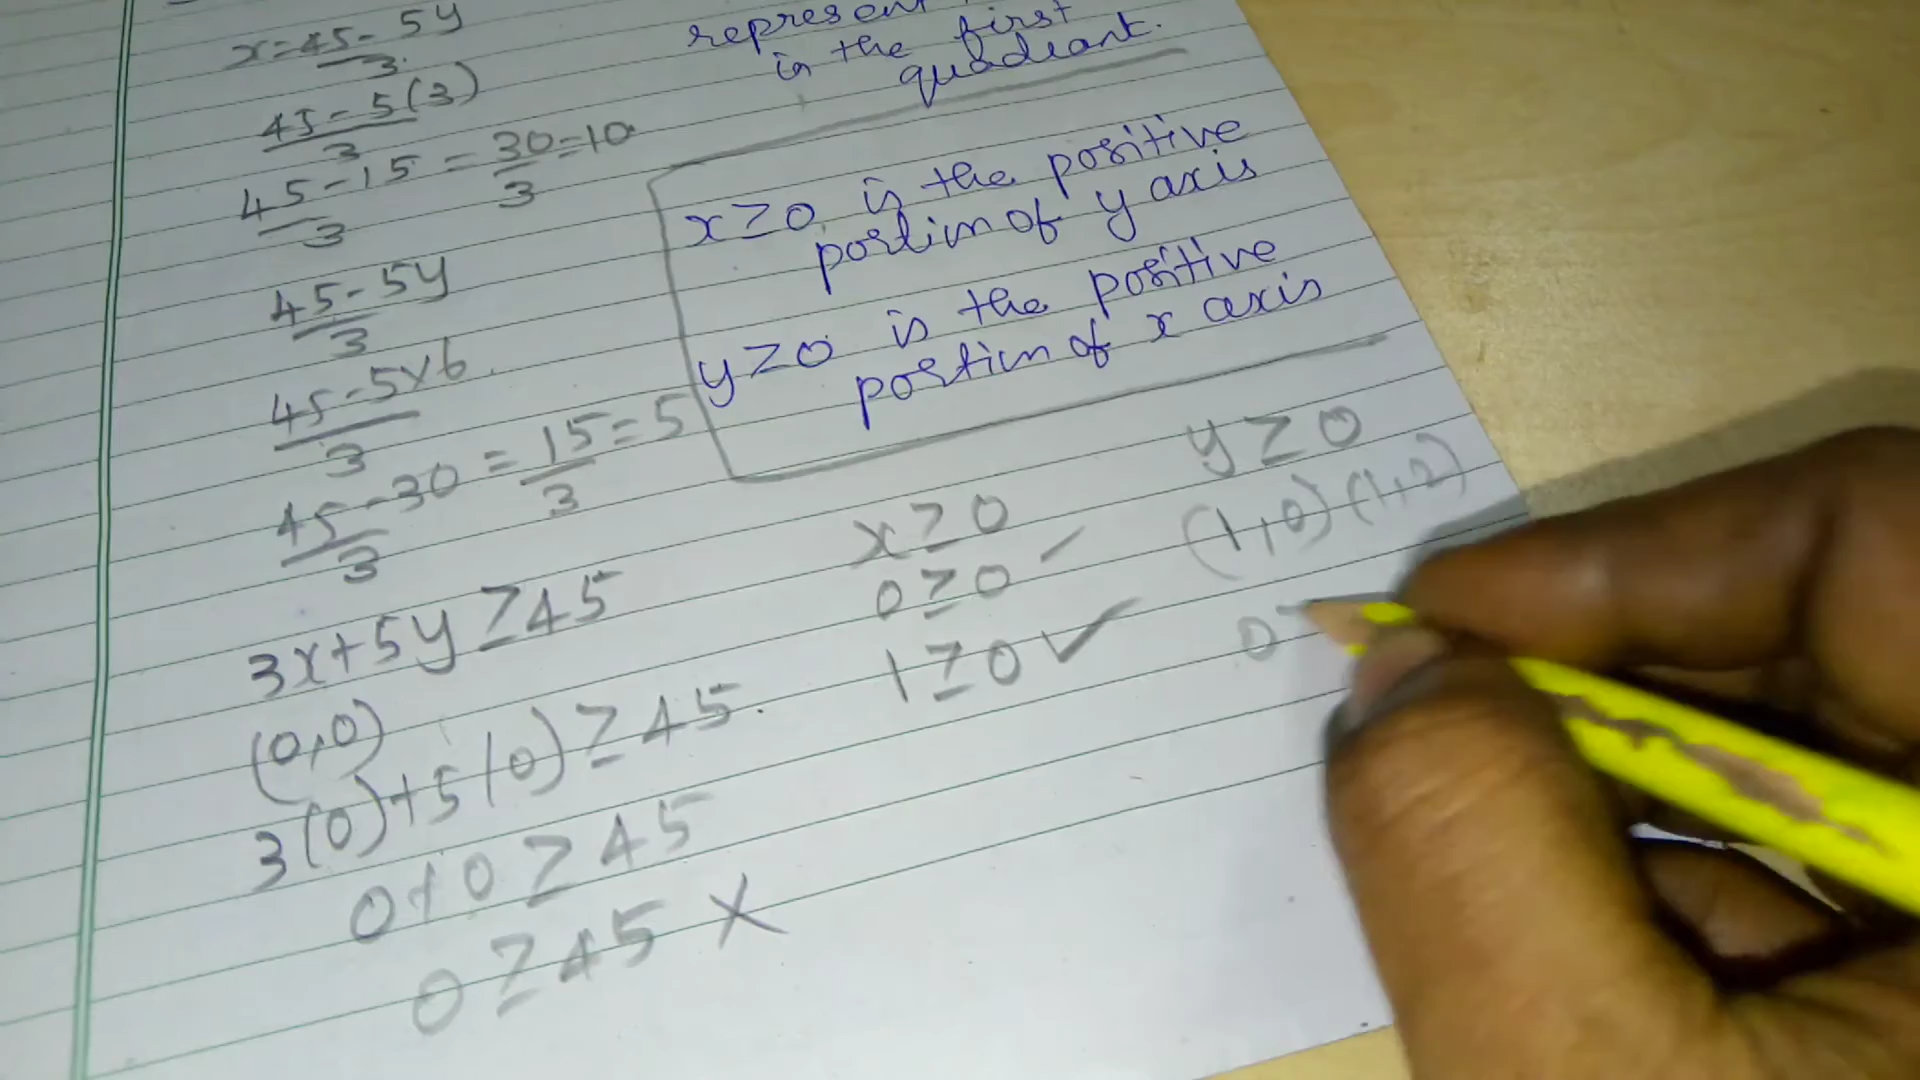 x = 45 - 5y
3
45 - 5(3)
3
45 - 15 = 30 = 10
3 3
45 - 5y
3
45 - 5×6
3
45 - 30 = 15 = 5
3 3
3x + 5y ≥ 45
(0,0)
3(0) + 5(0) ≥ 45
0 + 0 ≥ 45
0 ≥ 45 ×
in the first
quadrant.
x ≥ 0 is the positive
portion of y axis
y ≥ 0 is the positive
portion of x axis
x ≥ 0
0 ≥ 0 ✓
1 ≥ 0 ✓
y ≥ 0
(1,0) (1,2)
0